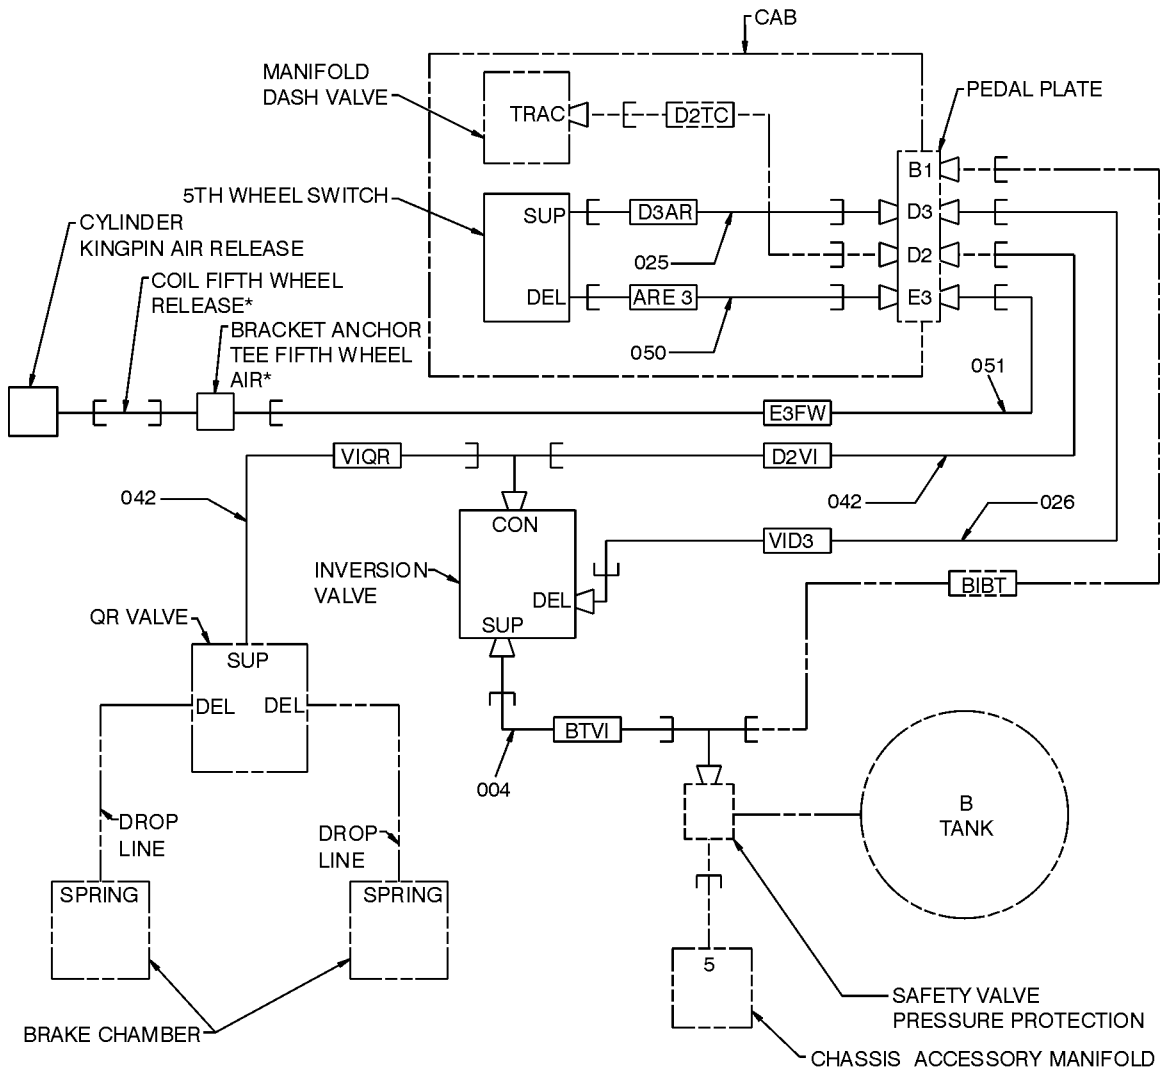 CAB
MANIFOLD
DASH VALVE
PEDAL PLATE
TRAC
D2TC
B1
5TH WHEEL SWITCH
SUP
D3AR
D3
CYLINDER
KINGPIN AIR RELEASE
025
D2
COIL FIFTH WHEEL
RELEASE*
DEL
ARE 3
E3
BRACKET ANCHOR
TEE FIFTH WHEEL
AIR*
050
051
E3FW
VIQR
D2VI
042
042
026
CON
VID3
INVERSION
VALVE
BIBT
DEL
QR VALVE
SUP
SUP
DEL
DEL
BTVI
004
B
TANK
DROP
LINE
DROP
LINE
SPRING
SPRING
5
SAFETY VALVE
PRESSURE PROTECTION
BRAKE CHAMBER
CHASSIS ACCESSORY MANIFOLD